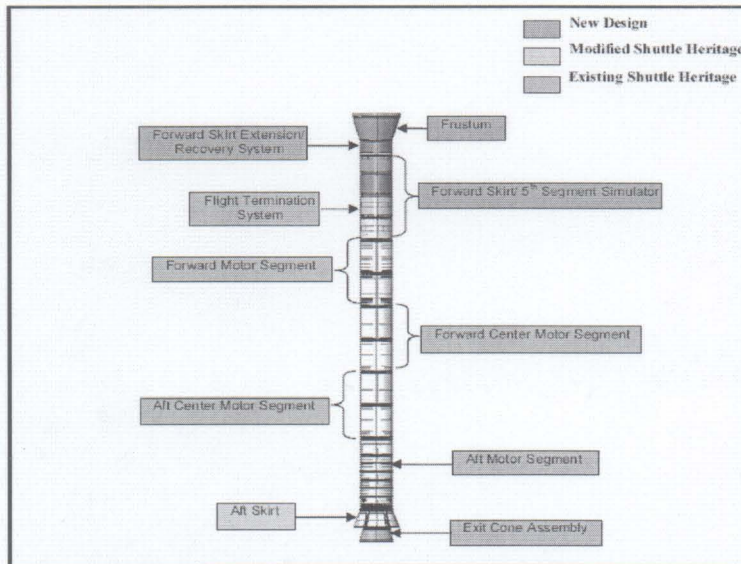 New Design
Modified Shuttle Heritage
Existing Shuttle Heritage
Frustum
Forward Skirt Extension/
Recovery System
Forward Skirt/ 5th Segment Simulator
Flight Termination
System
Forward Motor Segment
Forward Center Motor Segment
Aft Center Motor Segment
Aft Motor Segment
Aft Skirt
Exit Cone Assembly